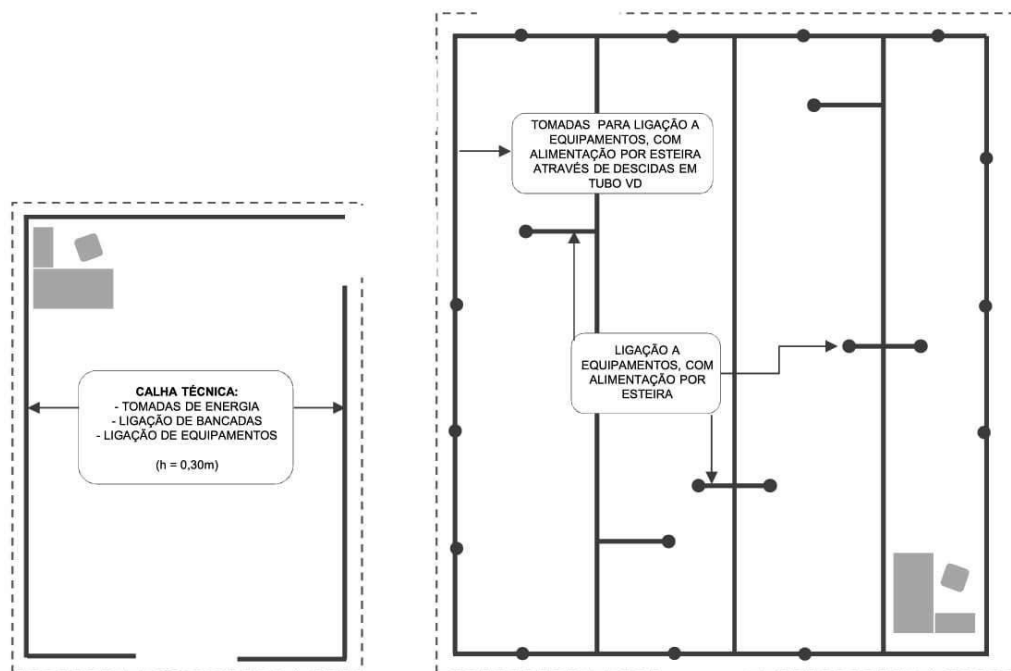 TOMADAS PARA LIGAÇÃO A
EQUIPAMENTOS, COM
ALIMENTAÇÃO POR ESTEIRA
ATRAVÉS DE DESCIDAS EM
TUBO VD
LIGAÇÃO A
EQUIPAMENTOS, COM
ALIMENTAÇÃO POR
ESTEIRA
CALHA TÉCNICA:
- TOMADAS DE ENERGIA
- LIGAÇÃO DE BANCADAS
- LIGAÇÃO DE EQUIPAMENTOS
(h = 0,30m)